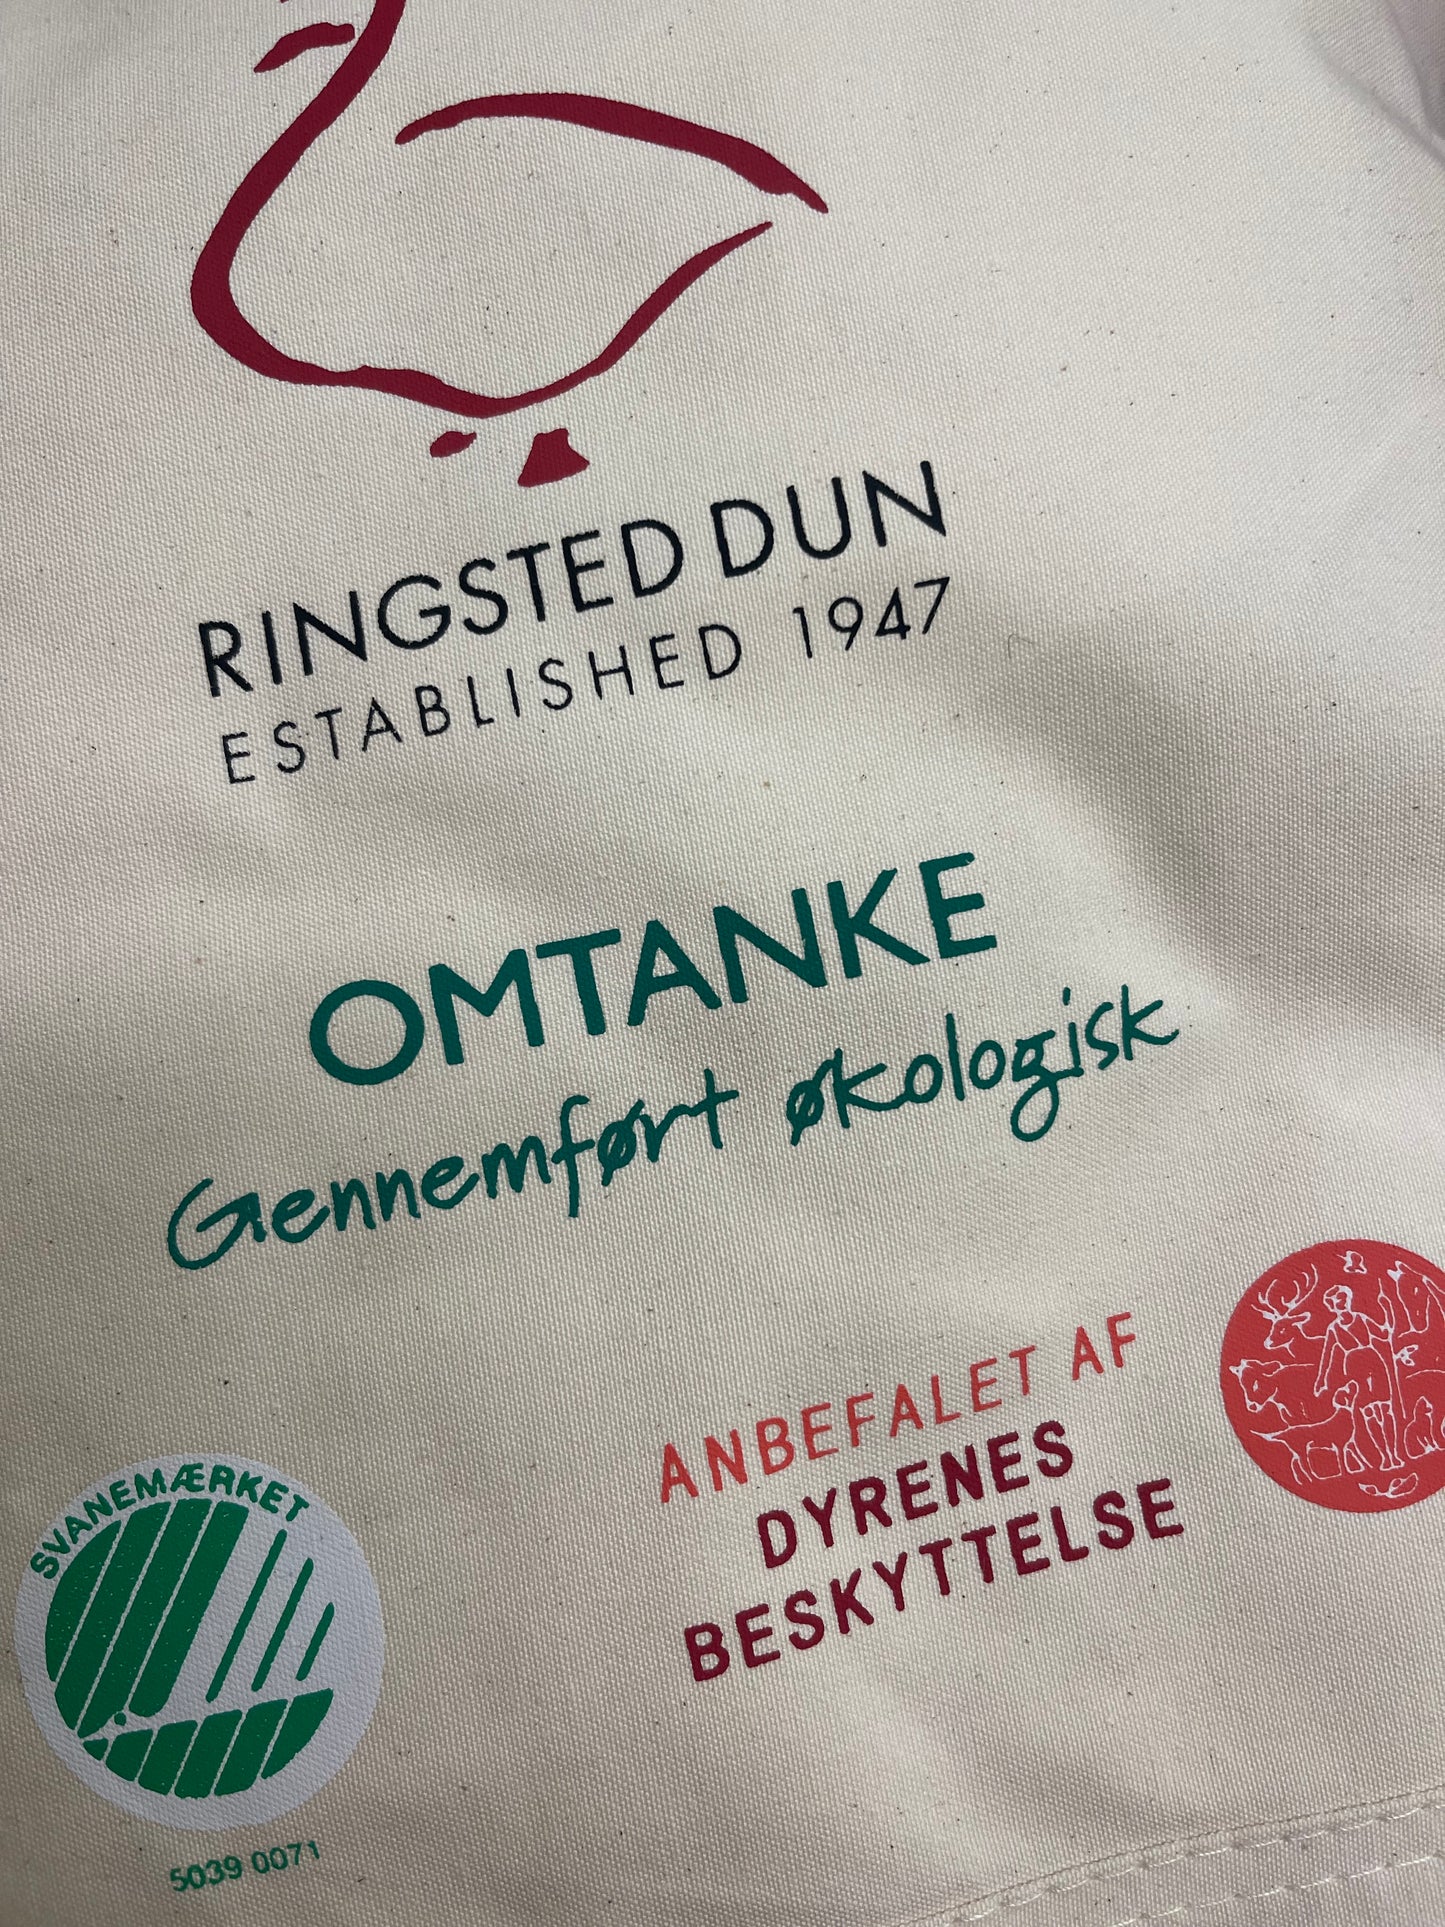 RINGSTED DUN
ESTABLISHED 1947
OMTANKE
Gennemført økologisk
ANBEFALET AF
DYRENES
BESKYTTELSE
SVANEMÆRKET
5039 0071